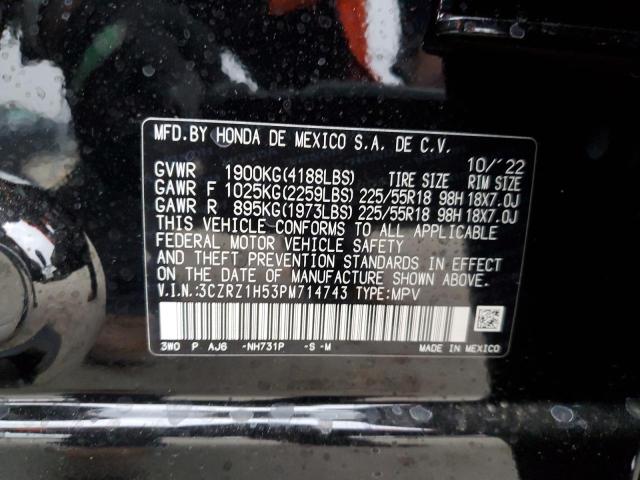 MFD.BY HONDA DE MEXICO S.A. DE C.V.
10/'22
GVWR 1900KG(4188LBS) TIRE SIZE RIM SIZE
GAWR F 1025KG(2259LBS) 225/55R18 98H 18X7.0J
GAWR R 895KG(1973LBS) 225/55R18 98H 18X7.0J
THIS VEHICLE CONFORMS TO ALL APPLICABLE
FEDERAL MOTOR VEHICLE SAFETY
AND THEFT PREVENTION STANDARDS IN EFFECT
ON THE DATE OF MANUFACTURE SHOWN ABOVE.
V.I.N.:3CZRZ1H53PM714743 TYPE:MPV
3W0 P AJ6 -NH731P -S -M MADE IN MEXICO